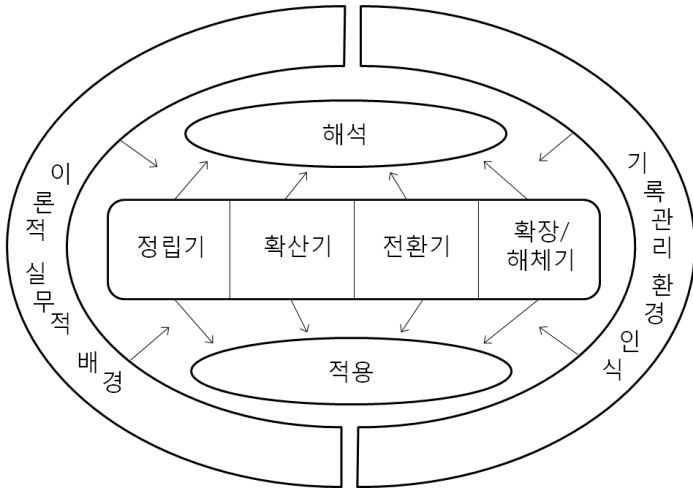 해석
이론적 실무적 배경
기록관리 환경 인식
정립기
확산기
전환기
확장/
해체기
적용